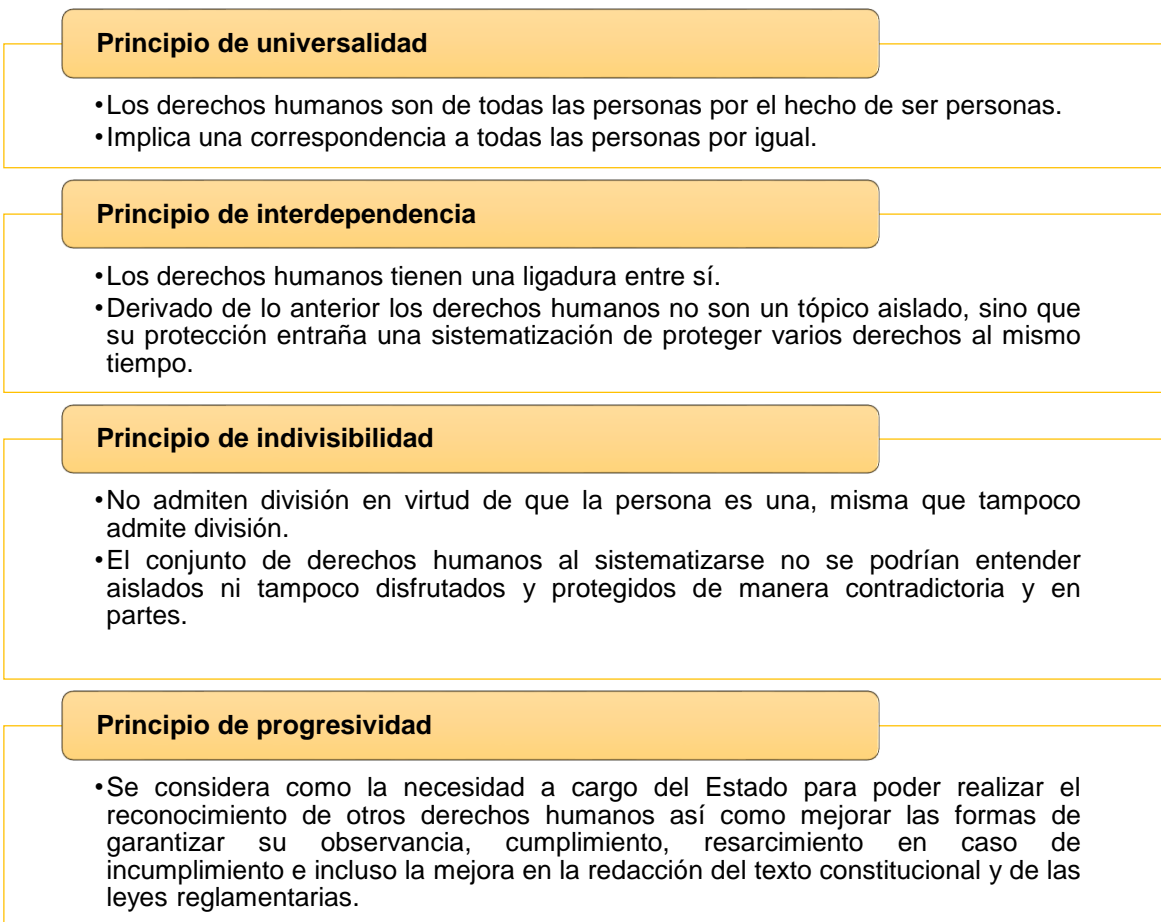 Principio de universalidad
•Los derechos humanos son de todas las personas por el hecho de ser personas.
•Implica una correspondencia a todas las personas por igual.
Principio de interdependencia
•Los derechos humanos tienen una ligadura entre sí.
•Derivado de lo anterior los derechos humanos no son un tópico aislado, sino que
su protección entraña una sistematización de proteger varios derechos al mismo
tiempo.
Principio de indivisibilidad
•No admiten división en virtud de que la persona es una, misma que tampoco
admite división.
•El conjunto de derechos humanos al sistematizarse no se podrían entender
aislados ni tampoco disfrutados y protegidos de manera contradictoria y en
partes.
Principio de progresividad
•Se considera como la necesidad a cargo del Estado para poder realizar el
reconocimiento de otros derechos humanos así como mejorar las formas de
garantizar su observancia, cumplimiento, resarcimiento en caso de
incumplimiento e incluso la mejora en la redacción del texto constitucional y de las
leyes reglamentarias.